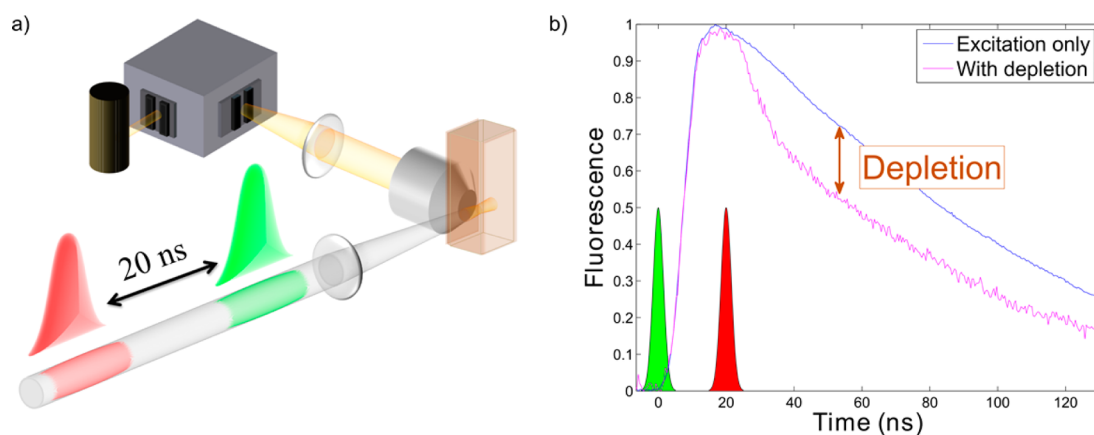 a)
20 ns
b)
Fluorescence
1
0.9
0.8
0.7
0.6
0.5
0.4
0.3
0.2
0.1
0
Excitation only
With depletion
Depletion
0
20
40
60
80
100
120
Time (ns)